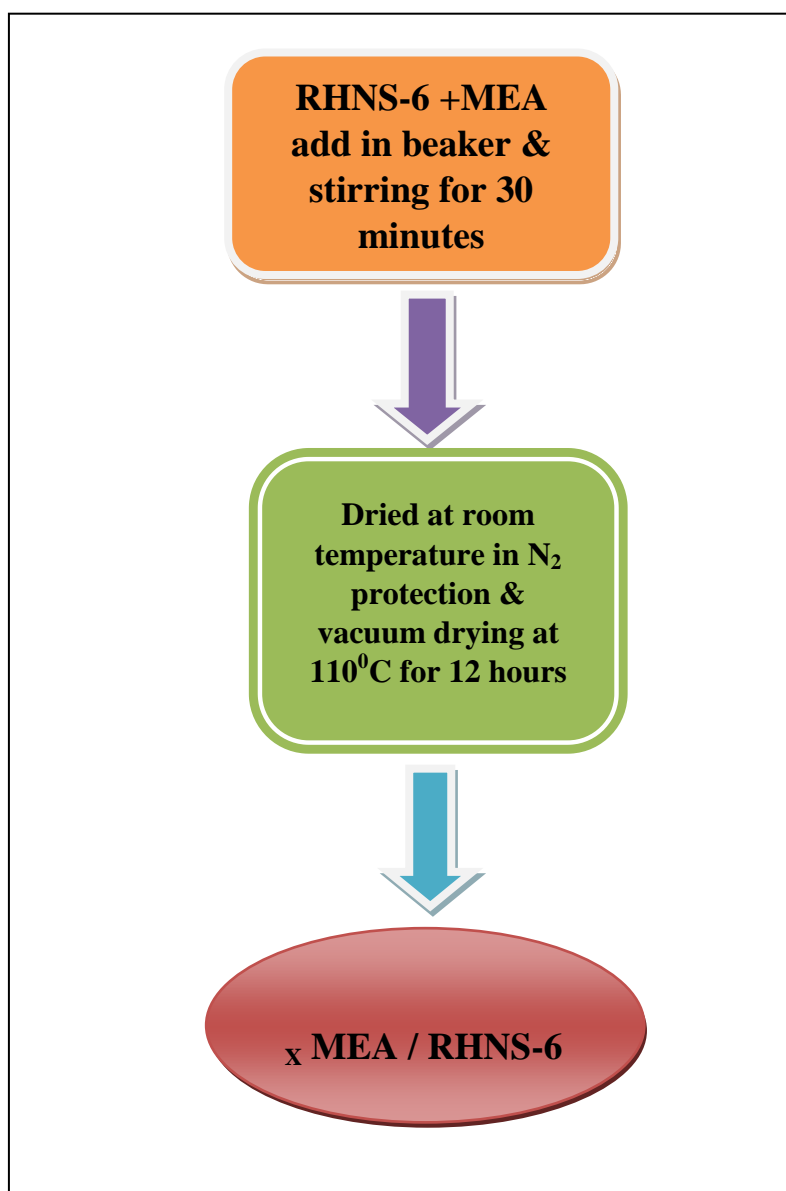 RHNS-6 +MEA
add in beaker &
stirring for 30
minutes
Dried at room
temperature in N₂
protection &
vacuum drying at
110⁰C for 12 hours
ₓ MEA / RHNS-6